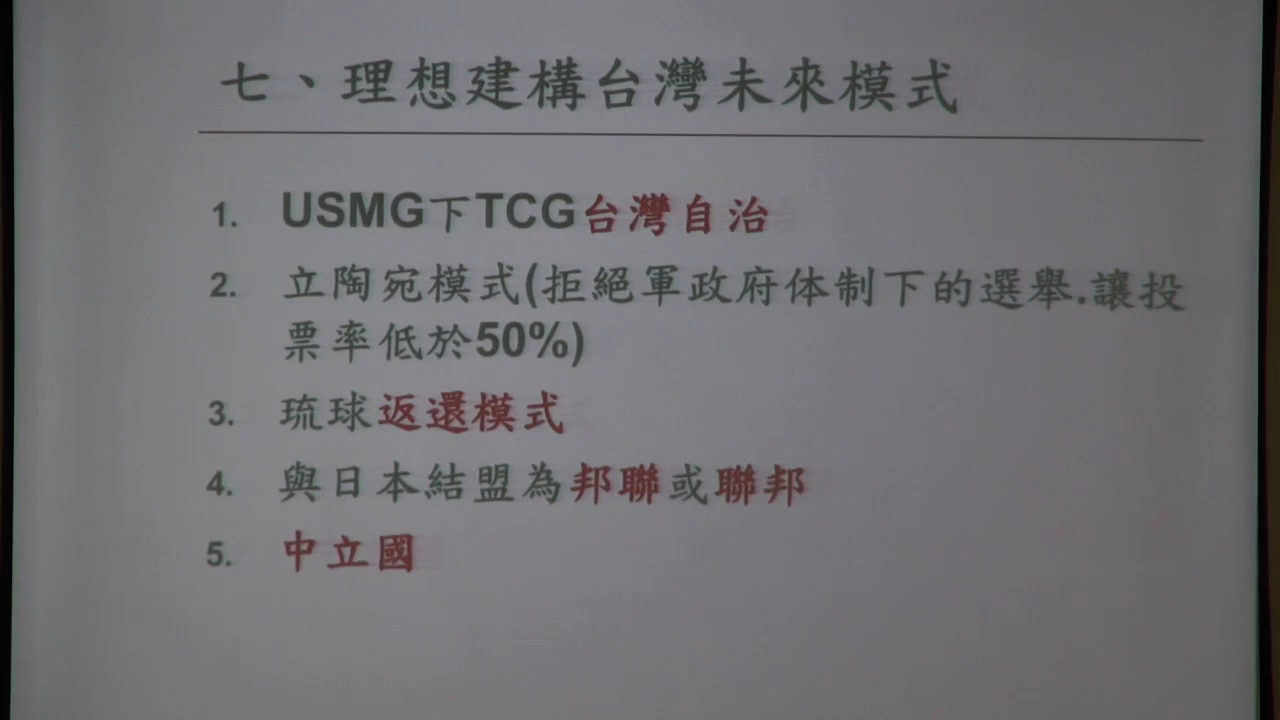 七、理想建構台灣未來模式
1. USMG下TCG台灣自治
2. 立陶宛模式(拒絕軍政府体制下的選舉.讓投
票率低於50%)
3. 琉球返還模式
4. 與日本結盟為邦聯或聯邦
5. 中立國